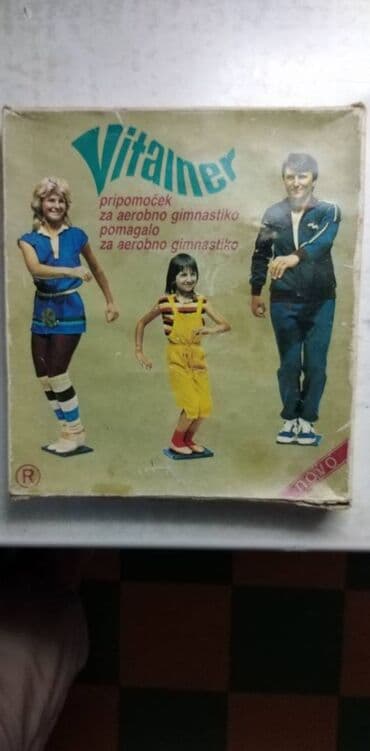 Vitalner
pripomoček
za aerobno gimnastiko
pomagalo
za aerobno gimnastiko
R
novo